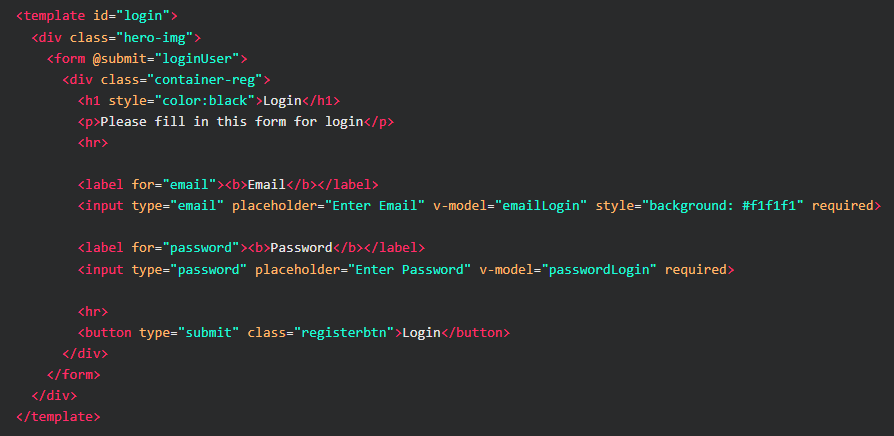 <template id="login">
  <div class="hero-img">
    <form @submit="loginUser">
      <div class="container-reg">
        <h1 style="color:black">Login</h1>
        <p>Please fill in this form for login</p>
        <hr>

        <label for="email"><b>Email</b></label>
        <input type="email" placeholder="Enter Email" v-model="emailLogin" style="background: #f1f1f1" required>

        <label for="password"><b>Password</b></label>
        <input type="password" placeholder="Enter Password" v-model="passwordLogin" required>

        <hr>
        <button type="submit" class="registerbtn">Login</button>
      </div>
    </form>
  </div>
</template>